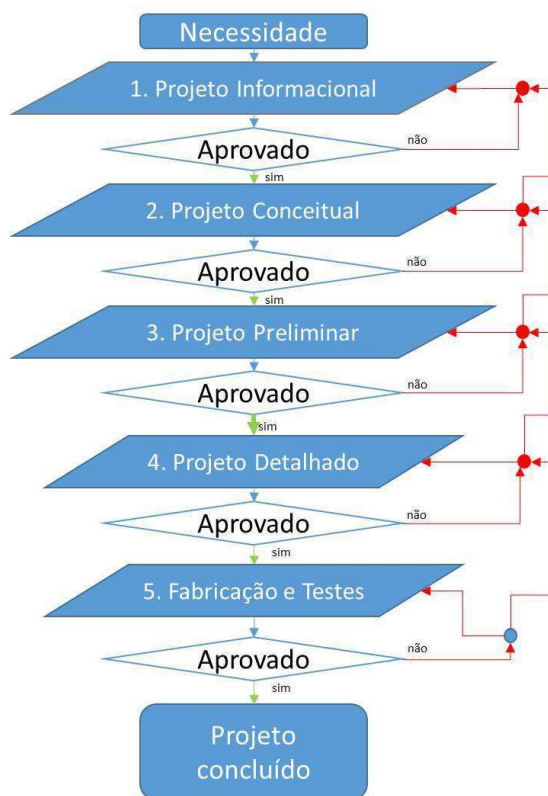 Necessidade
1. Projeto Informacional
Aprovado
não
sim
2. Projeto Conceitual
Aprovado
não
sim
3. Projeto Preliminar
Aprovado
não
sim
4. Projeto Detalhado
Aprovado
não
sim
5. Fabricação e Testes
Aprovado
não
sim
Projeto
concluído